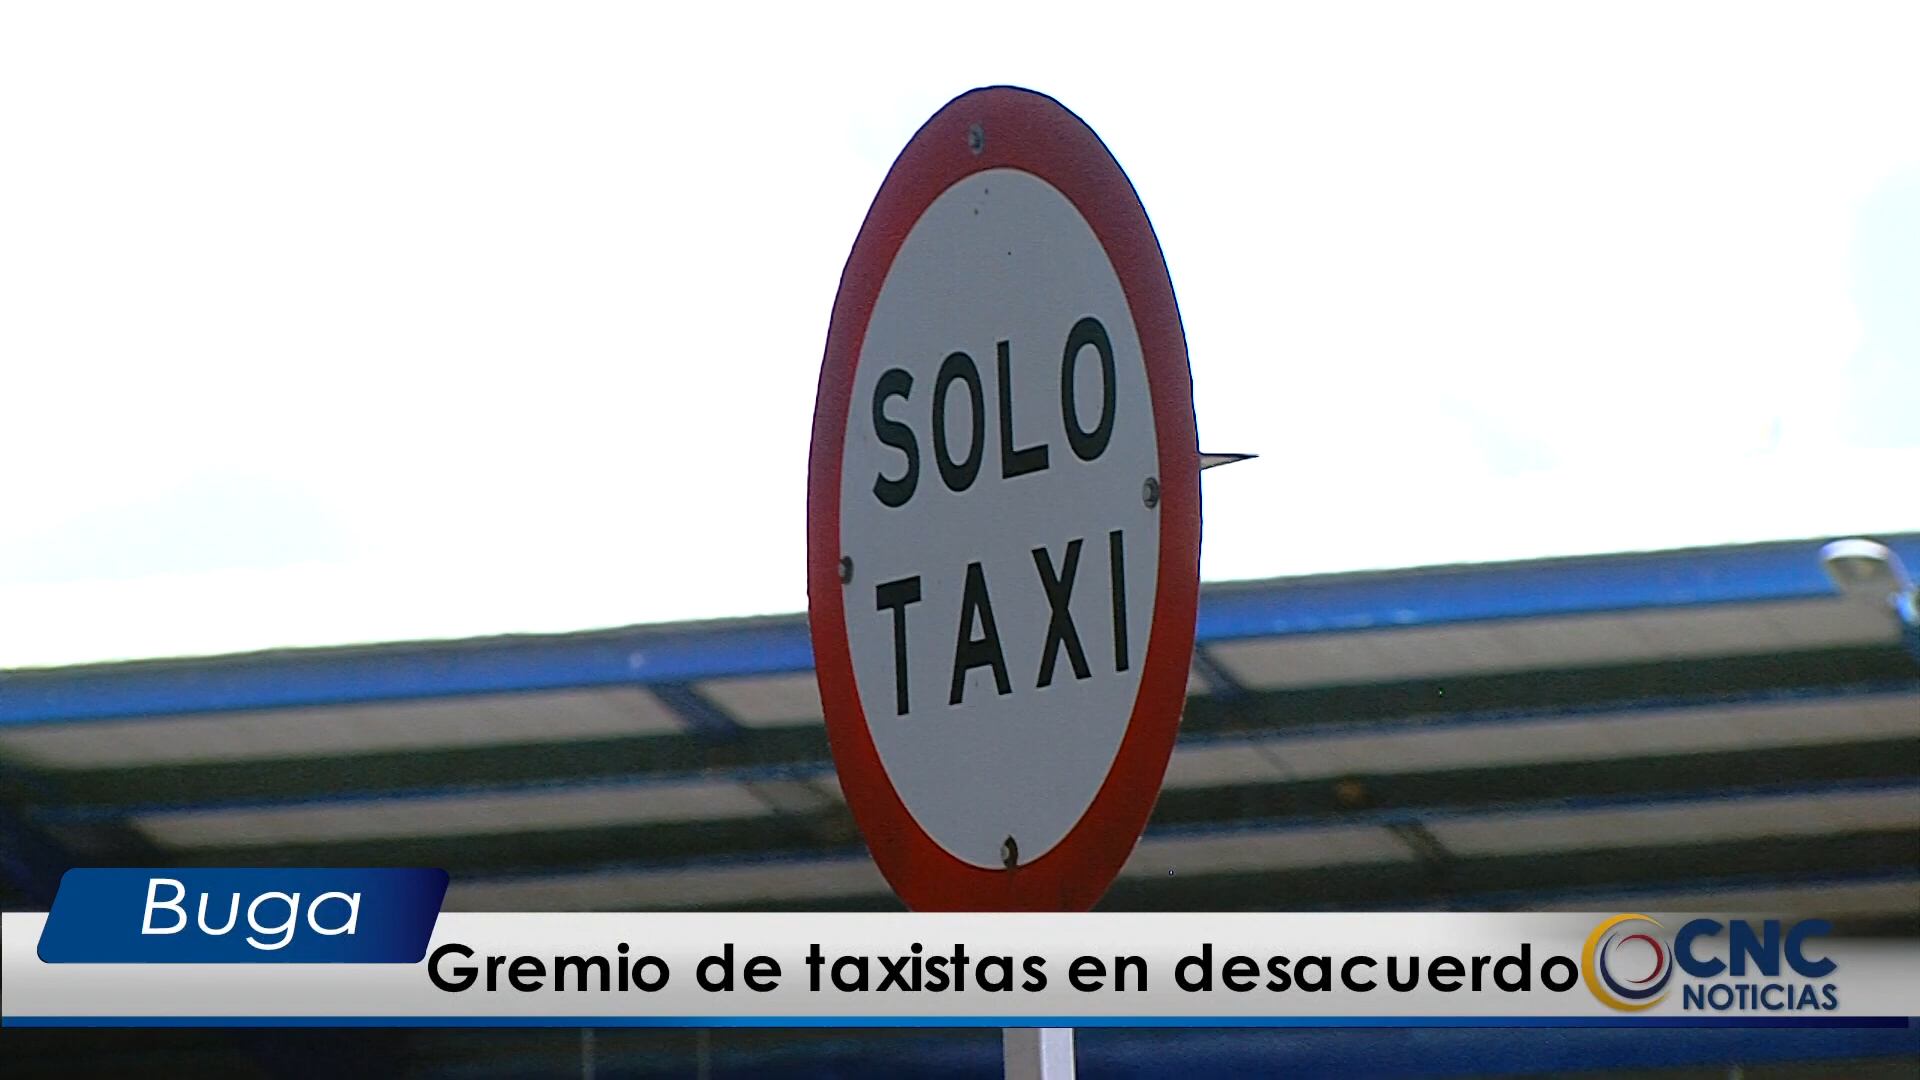 SOLO
TAXI
Buga
Gremio de taxistas en desacuerdo
CNC
NOTICIAS